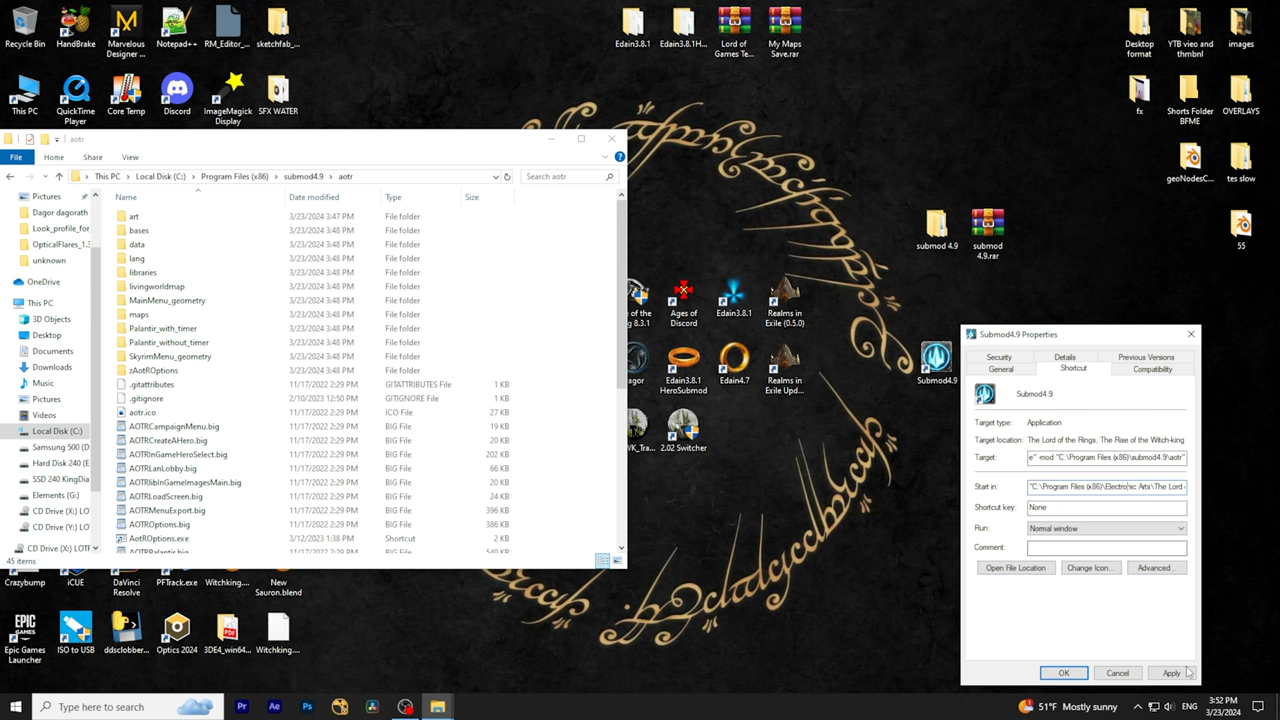 Recycle Bin
HandBrake
Marvelous
Designer ...
Notepad++
RM_Editor_...
sketchfab_...
Edain3.8.1
Edain3.8.1H...
Lord of
Games Te...
My Maps
Save.rar
Desktop
format
YTB vieo and
thmbnl
images
This PC
QuickTime
Player
Core Temp
Discord
ImageMagick
Display
SFX WATER
fx
Shorts Folder
BFME
OVERLAYS
geoNodesC...
tes slow
submod 4.9
submod
4.9.rar
55
aotr
File
Home
Share
View
This PC > Local Disk (C:) > Program Files (x86) > submod4.9 > aotr
Search aotr
Name
Date modified
Type
Size
Pictures
Dagor dagorath
Look_profile_for
OpticalFlares_1.3
unknown
OneDrive
This PC
3D Objects
Desktop
Documents
Downloads
Music
Pictures
Videos
Local Disk (C:)
Samsung 500 (D
Hard Disk 240 (E
SSD 240 KingDia
Elements (G:)
CD Drive (X:) LOT
CD Drive (Y:) LOT
CD Drive (X:) LOTF
art 3/23/2024 3:47 PM File folder
bases 3/23/2024 3:48 PM File folder
data 3/23/2024 3:48 PM File folder
lang 3/23/2024 3:48 PM File folder
libraries 3/23/2024 3:48 PM File folder
livingworldmap 3/23/2024 3:48 PM File folder
MainMenu_geometry 3/23/2024 3:48 PM File folder
maps 3/23/2024 3:48 PM File folder
Palantir_with_timer 3/23/2024 3:48 PM File folder
Palantir_without_timer 3/23/2024 3:48 PM File folder
SkyrimMenu_geometry 3/23/2024 3:48 PM File folder
zAotROptions 3/23/2024 3:48 PM File folder
.gitattributes 11/17/2022 2:29 PM GITATTRIBUTES File 1 KB
.gitignore 2/10/2023 12:50 PM GITIGNORE File 1 KB
aotr.ico 11/17/2022 2:29 PM ICO File 27 KB
AOTRCampaignMenu.big 11/17/2022 2:29 PM BIG File 19 KB
AOTRCreateAHero.big 11/17/2022 2:29 PM BIG File 20 KB
AOTRInGameHeroSelect.big 11/17/2022 2:29 PM BIG File 202 KB
AOTRLanLobby.big 11/17/2022 2:29 PM BIG File 20 KB
AOTRlibInGameImagesMain.big 11/17/2022 2:29 PM BIG File 24 KB
AOTRLoadScreen.big 11/17/2022 2:29 PM BIG File 66 KB
AOTRMenuExport.big 11/17/2022 2:29 PM BIG File 396 KB
AOTROptions.big 11/17/2022 2:29 PM BIG File 386 KB
AotROptions.exe 3/12/2023 1:38 PM Shortcut 2 KB
AOTRPalantir.big 11/17/2022 2:29 PM BIG File 540 KB
45 items
of the
8.3.1
Ages of
Discord
Edain3.8.1
Realms in
Exile (0.5.0)
Edain3.8.1
HeroSubmod
Edain4.7
Realms in
Exile Upd...
2.02 Switcher
Submod4.9
Submod4.9 Properties
Security
Details
Previous Versions
General
Shortcut
Compatibility
Submod4.9
Target type: Application
Target location: The Lord of the Rings, The Rise of the Witch-king
Target: e" -mod "C:\Program Files (x86)\submod4.9\aotr"
Start in: "C:\Program Files (x86)\Electronic Arts\The Lord
Shortcut key: None
Run: Normal window
Comment:
Open File Location
Change Icon...
Advanced...
OK
Cancel
Apply
Crazybump
iCUE
DaVinci
Resolve
PFTrack.exe
Witchking....
New
Sauron.blend
Epic Games
Launcher
ISO to USB
ddsclobber...
Optics 2024
3DE4_win64...
Witchking....
Type here to search
51°F Mostly sunny
ENG
3:52 PM
3/23/2024